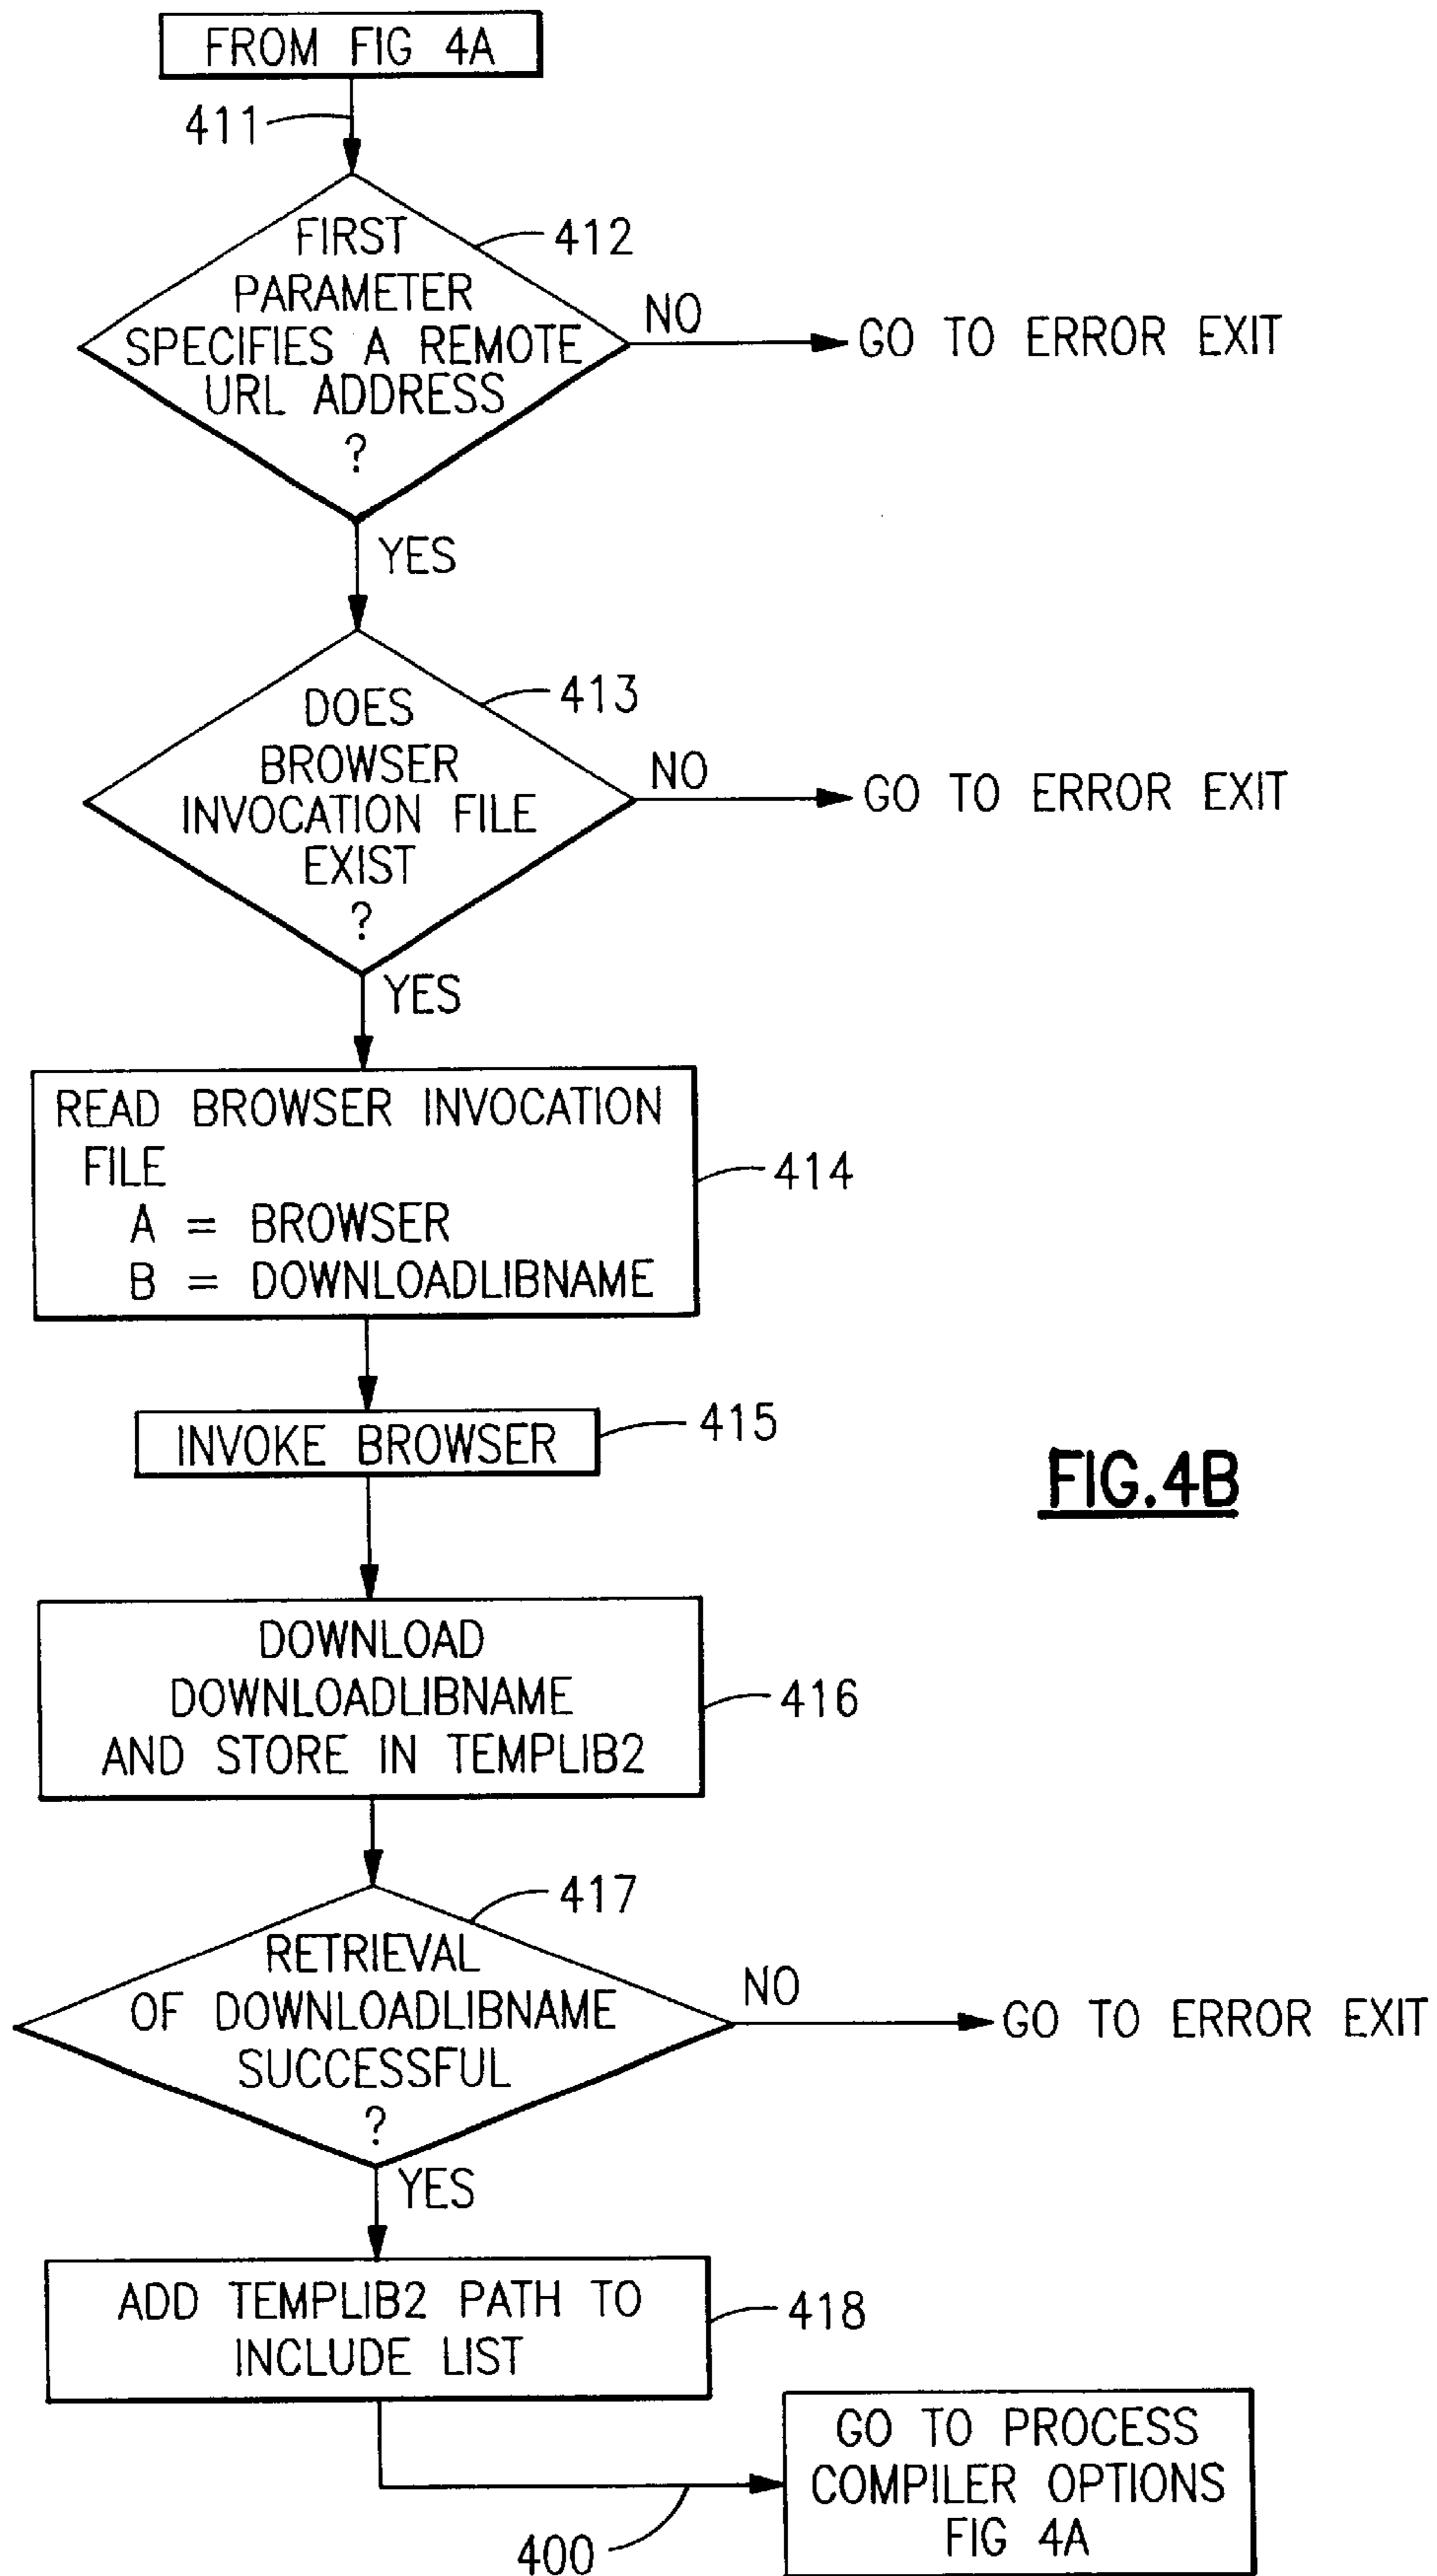 FROM FIG 4A
411
FIRST
PARAMETER
SPECIFIES A REMOTE
URL ADDRESS
?
412
NO
GO TO ERROR EXIT
YES
DOES
BROWSER
INVOCATION FILE
EXIST
?
413
NO
GO TO ERROR EXIT
YES
READ BROWSER INVOCATION
FILE
A = BROWSER
B = DOWNLOADLIBNAME
414
INVOKE BROWSER
415
FIG.4B
DOWNLOAD
DOWNLOADLIBNAME
AND STORE IN TEMPLIB2
416
RETRIEVAL
OF DOWNLOADLIBNAME
SUCCESSFUL
?
417
NO
GO TO ERROR EXIT
YES
ADD TEMPLIB2 PATH TO
INCLUDE LIST
418
GO TO PROCESS
COMPILER OPTIONS
FIG 4A
400